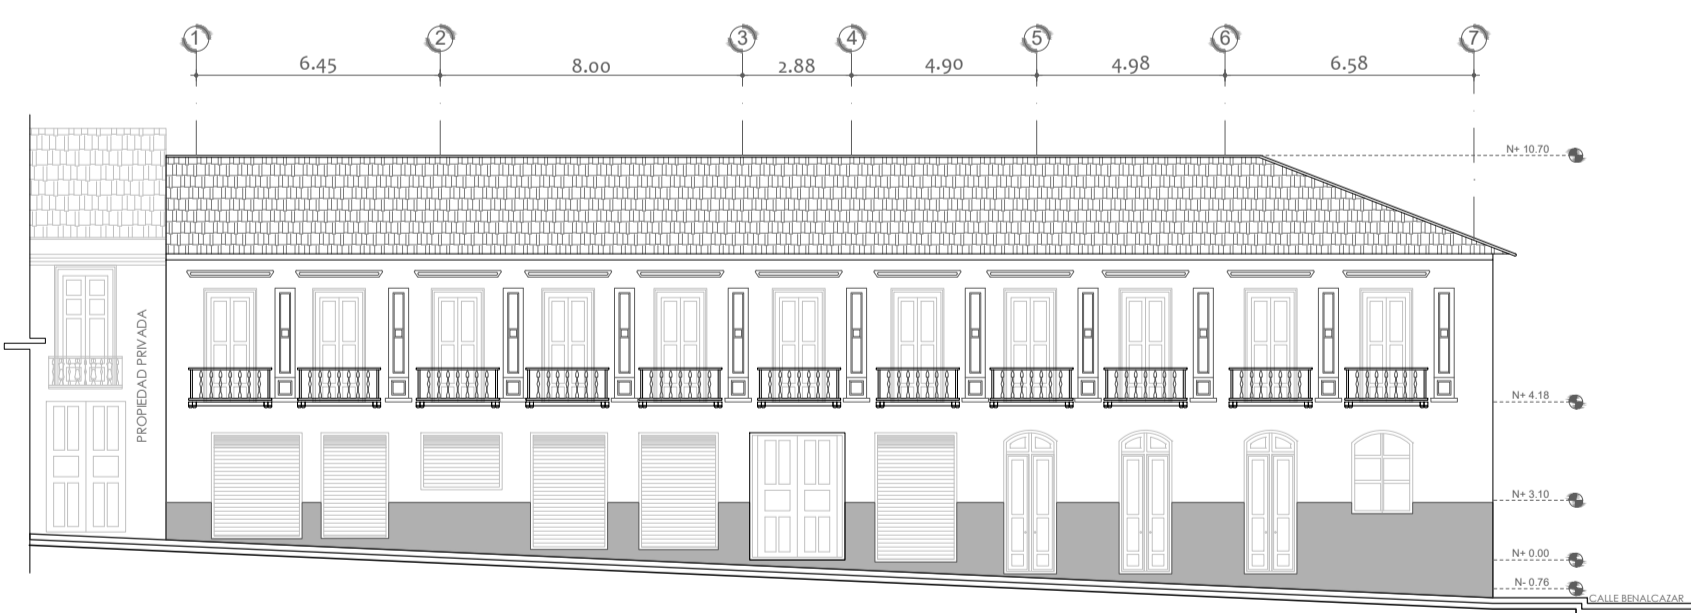 1 2 3 4 5 6 7
6.45 8.00 2.88 4.90 4.98 6.58
N+ 10.70
PROPIEDAD PRIVADA
N+ 4.18
N+ 3.10
N+ 0.00
N- 0.76
CALLE BENALCAZAR